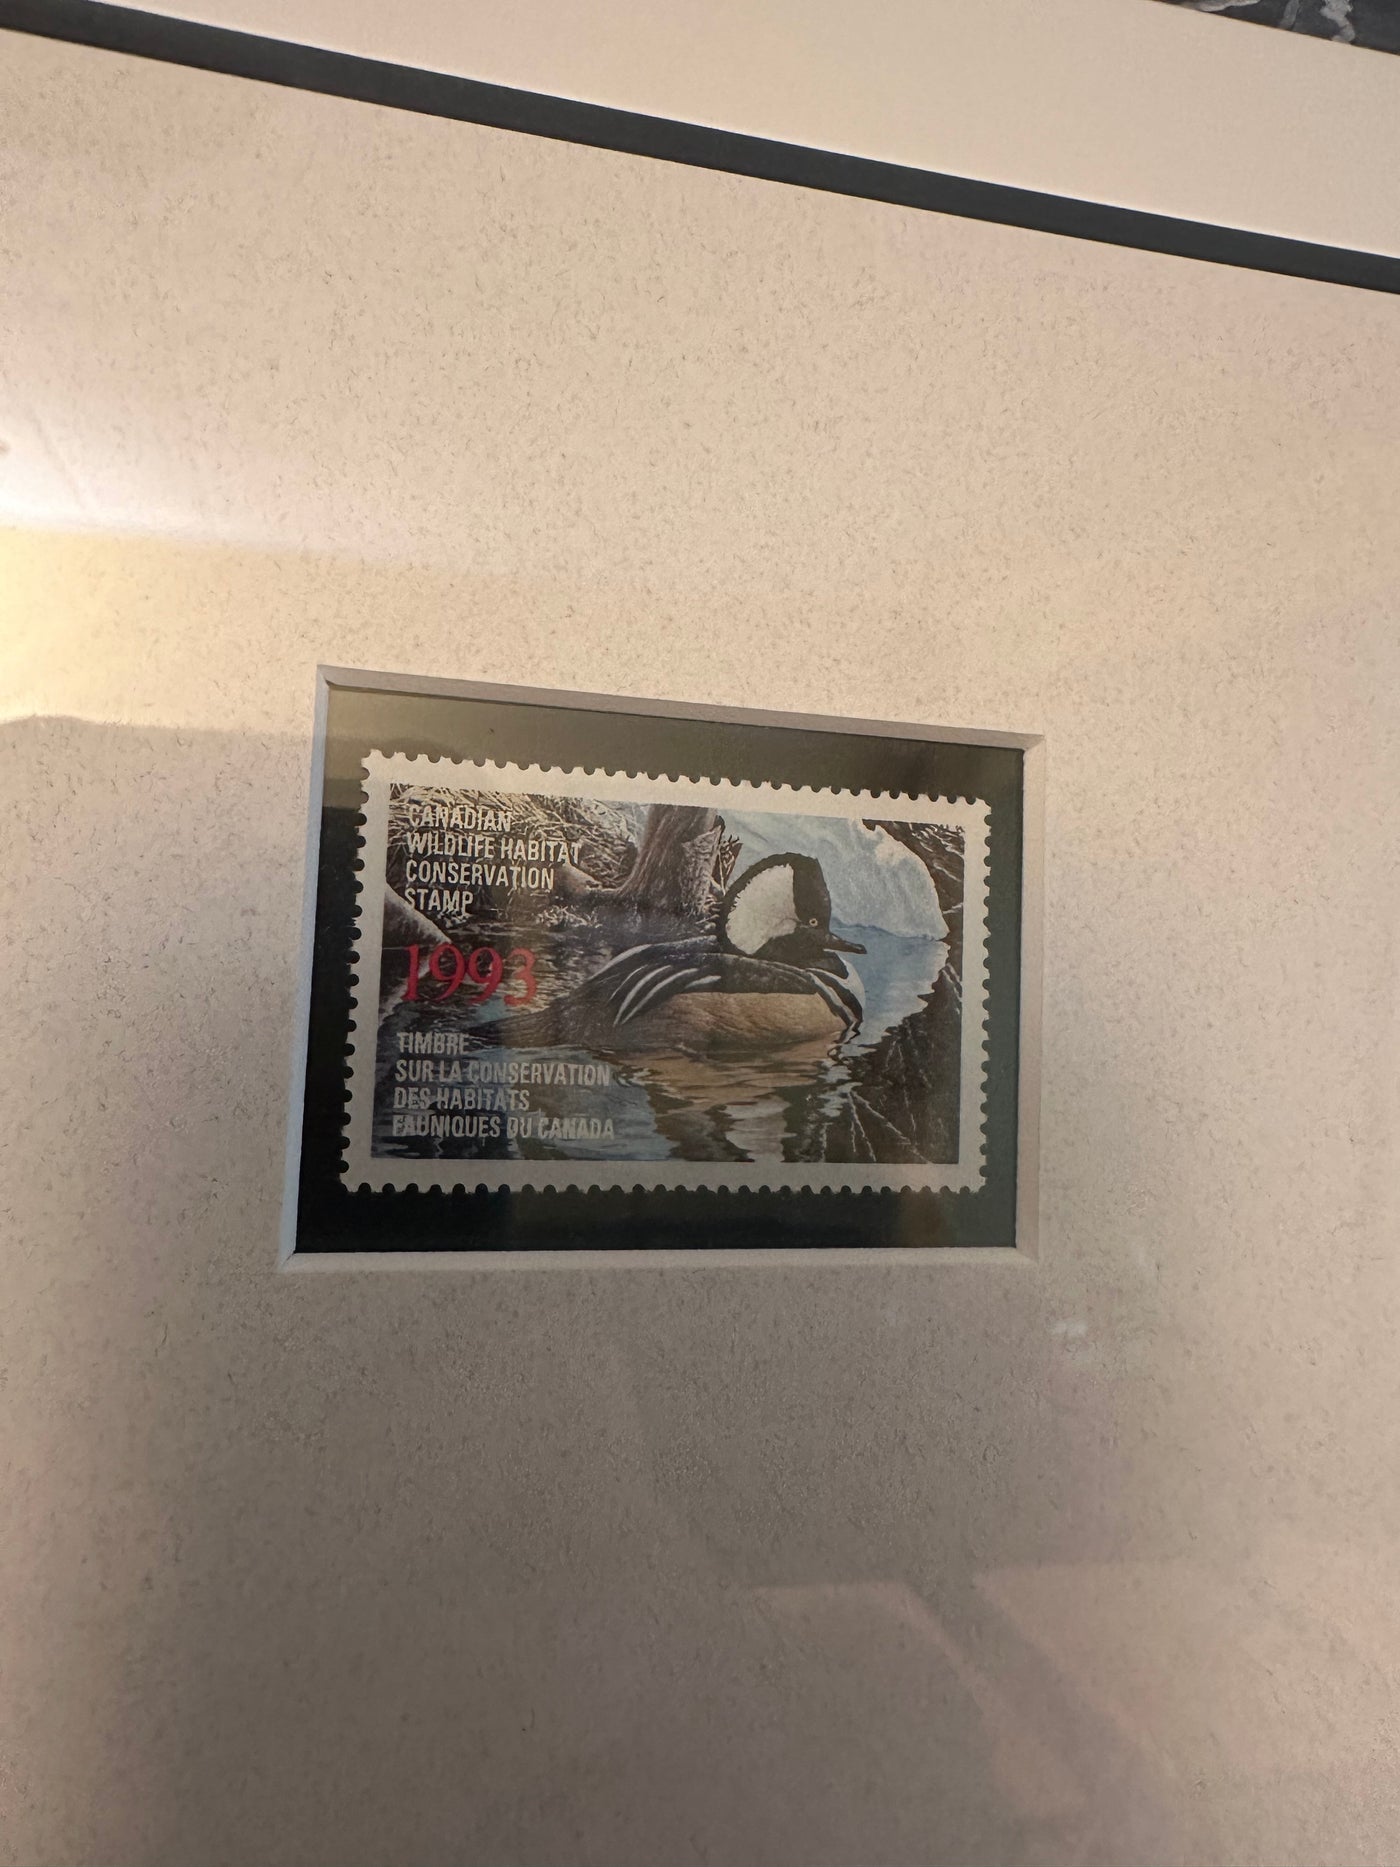 CANADIAN
WILDLIFE HABITAT
CONSERVATION
STAMP
1993
TIMBRE
SUR LA CONSERVATION
DES HABITATS
FAUNIQUES DU CANADA